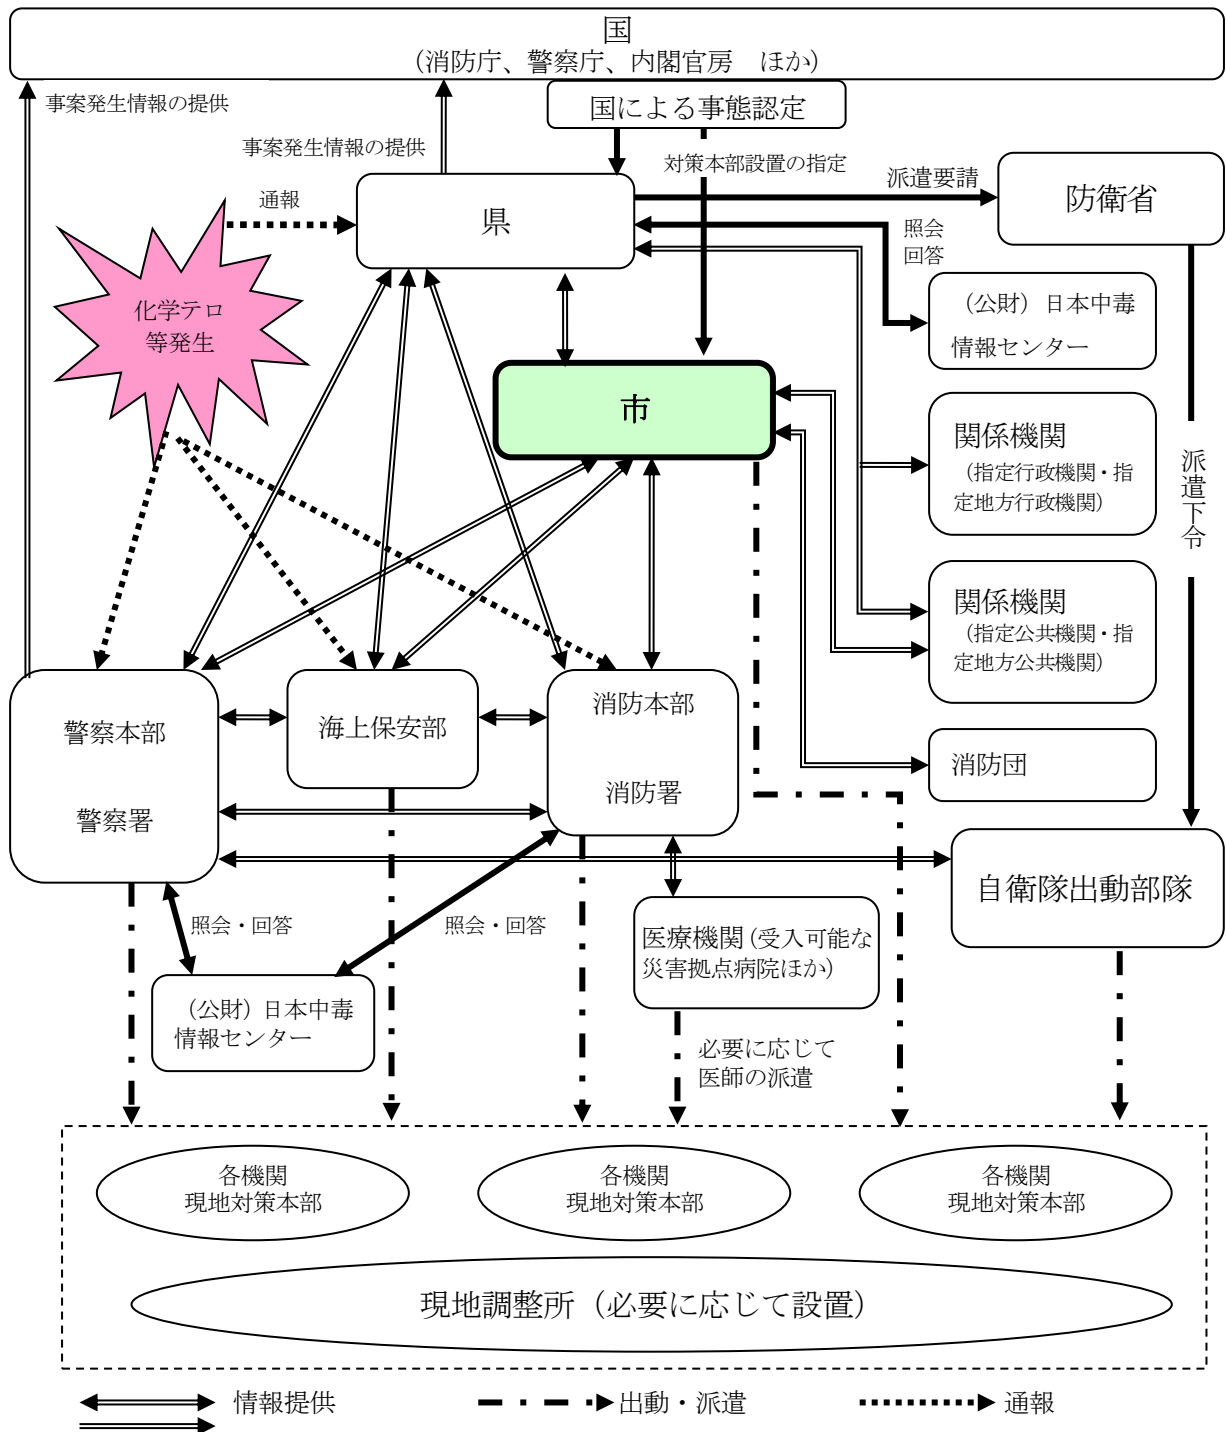 国
（消防庁、警察庁、内閣官房　ほか）
事案発生情報の提供
国による事態認定
事案発生情報の提供
対策本部設置の指定
派遣要請
防衛省
通報
県
照会
回答
化学テロ
等発生
（公財）日本中毒
情報センター
市
関係機関
（指定行政機関・指
定地方行政機関）
派遣下令
関係機関
（指定公共機関・指
定地方公共機関）
警察本部
警察署
海上保安部
消防本部
消防署
消防団
自衛隊出動部隊
照会・回答
照会・回答
医療機関（受入可能な
災害拠点病院ほか）
（公財）日本中毒
情報センター
必要に応じて
医師の派遣
各機関
現地対策本部
各機関
現地対策本部
各機関
現地対策本部
現地調整所（必要に応じて設置）
情報提供
出動・派遣
通報